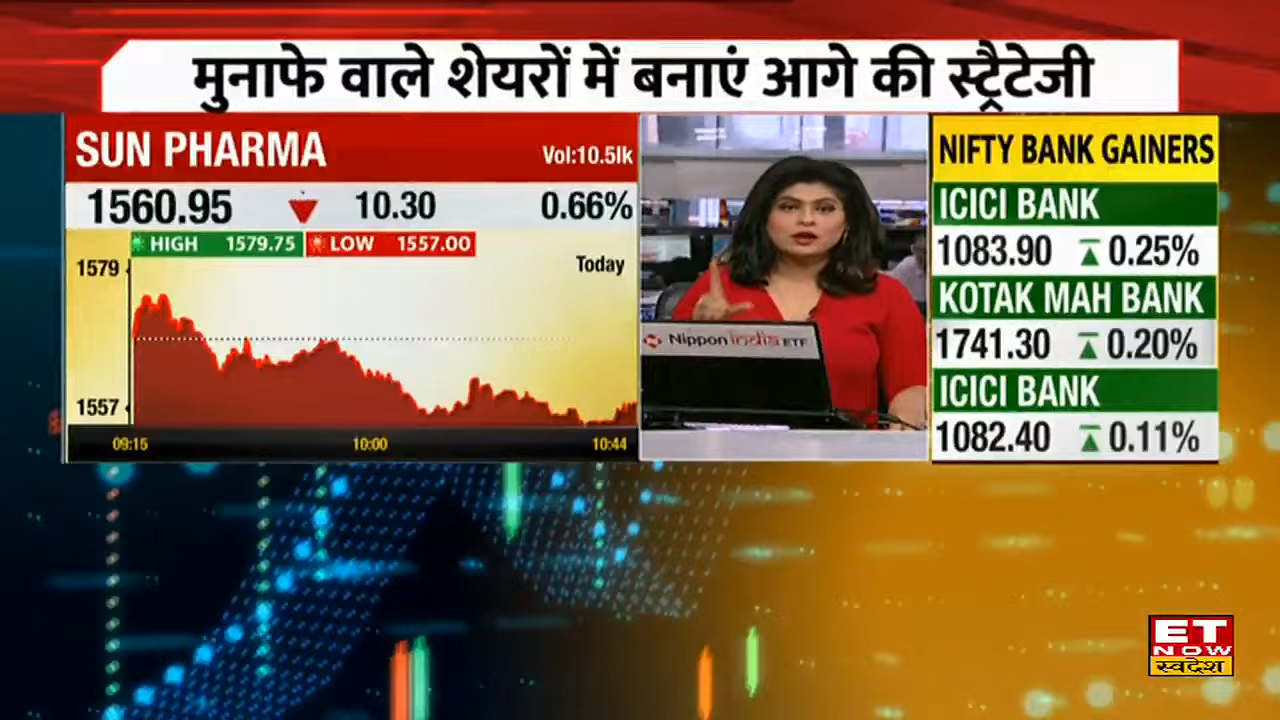 मुनाफे वाले शेयरों में बनाएं आगे की स्ट्रैटेजी
SUN PHARMA Vol:10.5lk
1560.95 10.30 0.66%
HIGH 1579.75 LOW 1557.00
Today
1579
1557
09:15 10:00 10:44
Nippon india ETF
NIFTY BANK GAINERS
ICICI BANK
1083.90 0.25%
KOTAK MAH BANK
1741.30 0.20%
ICICI BANK
1082.40 0.11%
ET
NOW
स्वदेश